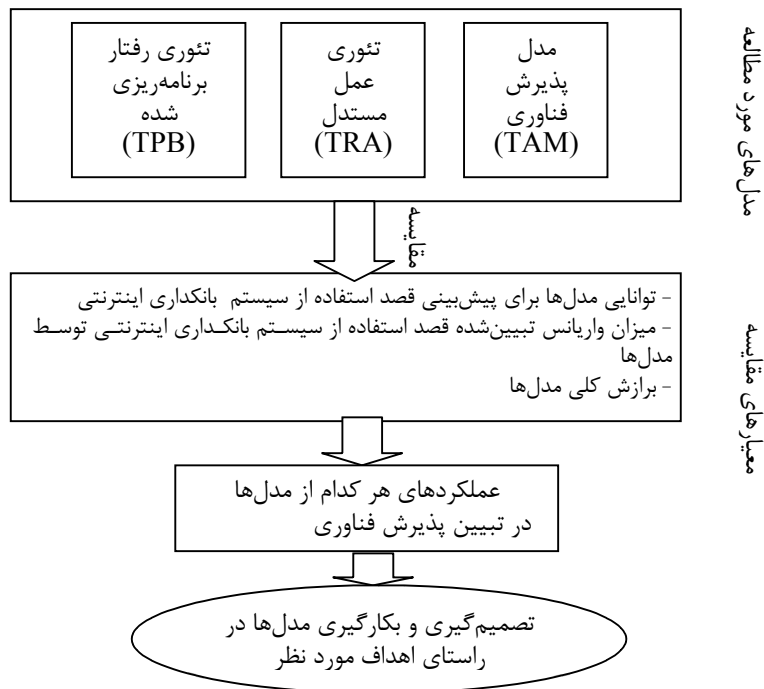 مدل
پذیرش
فناوری
(TAM)
تئوری
عمل
مستدل
(TRA)
تئوری رفتار
برنامه‌ریزی
شده
(TPB)
مدل‌های مورد مطالعه
مقایسه
- توانایی مدل‌ها برای پیش‌بینی قصد استفاده از سیستم بانکداری اینترنتی
- میزان واریانس تبیین‌شده قصد استفاده از سیستم بانکداری اینترنتی توسط
مدل‌ها
- برازش کلی مدل‌ها
معیارهای مقایسه
عملکردهای هر کدام از مدل‌ها
در تبیین پذیرش فناوری
تصمیم‌گیری و بکارگیری مدل‌ها در
راستای اهداف مورد نظر